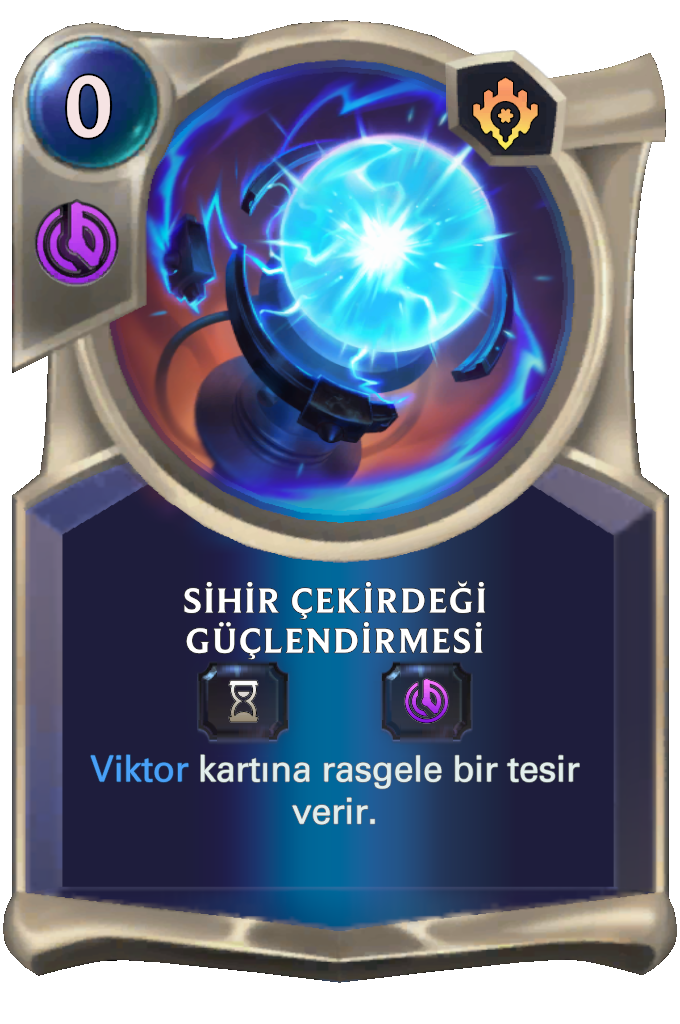 0
SİHİR ÇEKİRDEĞİ
GÜÇLENDİRMESİ
Viktor kartına rasgele bir tesir
verir.